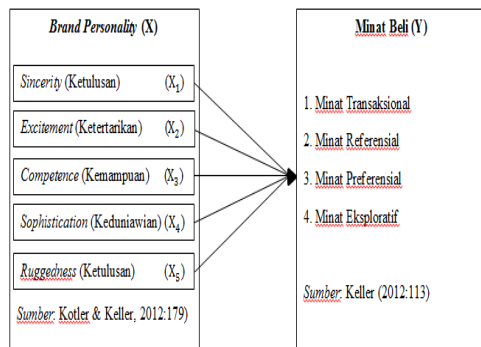 Brand Personality (X)
Sincerity (Ketulusan) (X1)
Excitement (Ketertarikan) (X2)
Competence (Kemampuan) (X3)
Sophistication (Keduniawian) (X4)
Ruggedness (Ketulusan) (X5)
Sumber: Kotler & Keller, 2012:179)
Minat Beli (Y)
1. Minat Transaksional
2. Minat Referensial
3. Minat Preferensial
4. Minat Eksploratif
Sumber: Keller (2012:113)